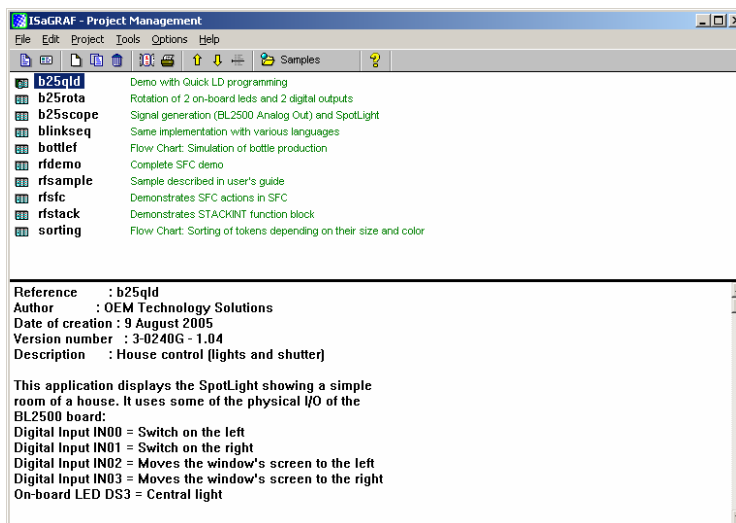 ISaGRAF - Project Management
File Edit Project Tools Options Help
Samples
b25qld Demo with Quick LD programming
b25rota Rotation of 2 on-board leds and 2 digital outputs
b25scope Signal generation (BL2500 Analog Out) and SpotLight
blinkseq Same implementation with various languages
bottlef Flow Chart: Simulation of bottle production
rfdemo Complete SFC demo
rfsample Sample described in user's guide
rfsfc Demonstrates SFC actions in SFC
rfstack Demonstrates STACKINT function block
sorting Flow Chart: Sorting of tokens depending on their size and color
Reference : b25qld
Author : OEM Technology Solutions
Date of creation : 9 August 2005
Version number : 3-0240G - 1.04
Description : House control (lights and shutter)
This application displays the SpotLight showing a simple
room of a house. It uses some of the physical I/O of the
BL2500 board:
Digital Input IN00 = Switch on the left
Digital Input IN01 = Switch on the right
Digital Input IN02 = Moves the window's screen to the left
Digital Input IN03 = Moves the window's screen to the right
On-board LED DS3 = Central light